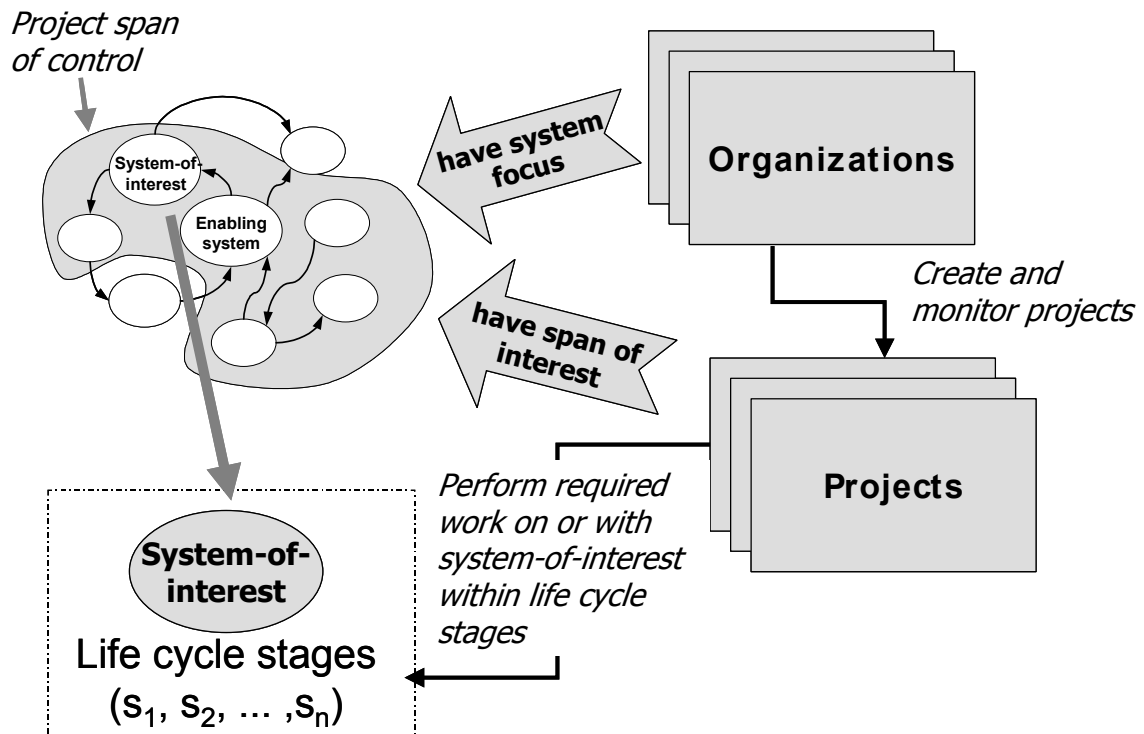 Project span
of control
System-of-
interest
Enabling
system
have system
focus
Organizations
Create and
monitor projects
have span of
interest
Projects
Perform required
work on or with
system-of-interest
within life cycle
stages
System-of-
interest
Life cycle stages
(s₁, s₂, ... ,sₙ)